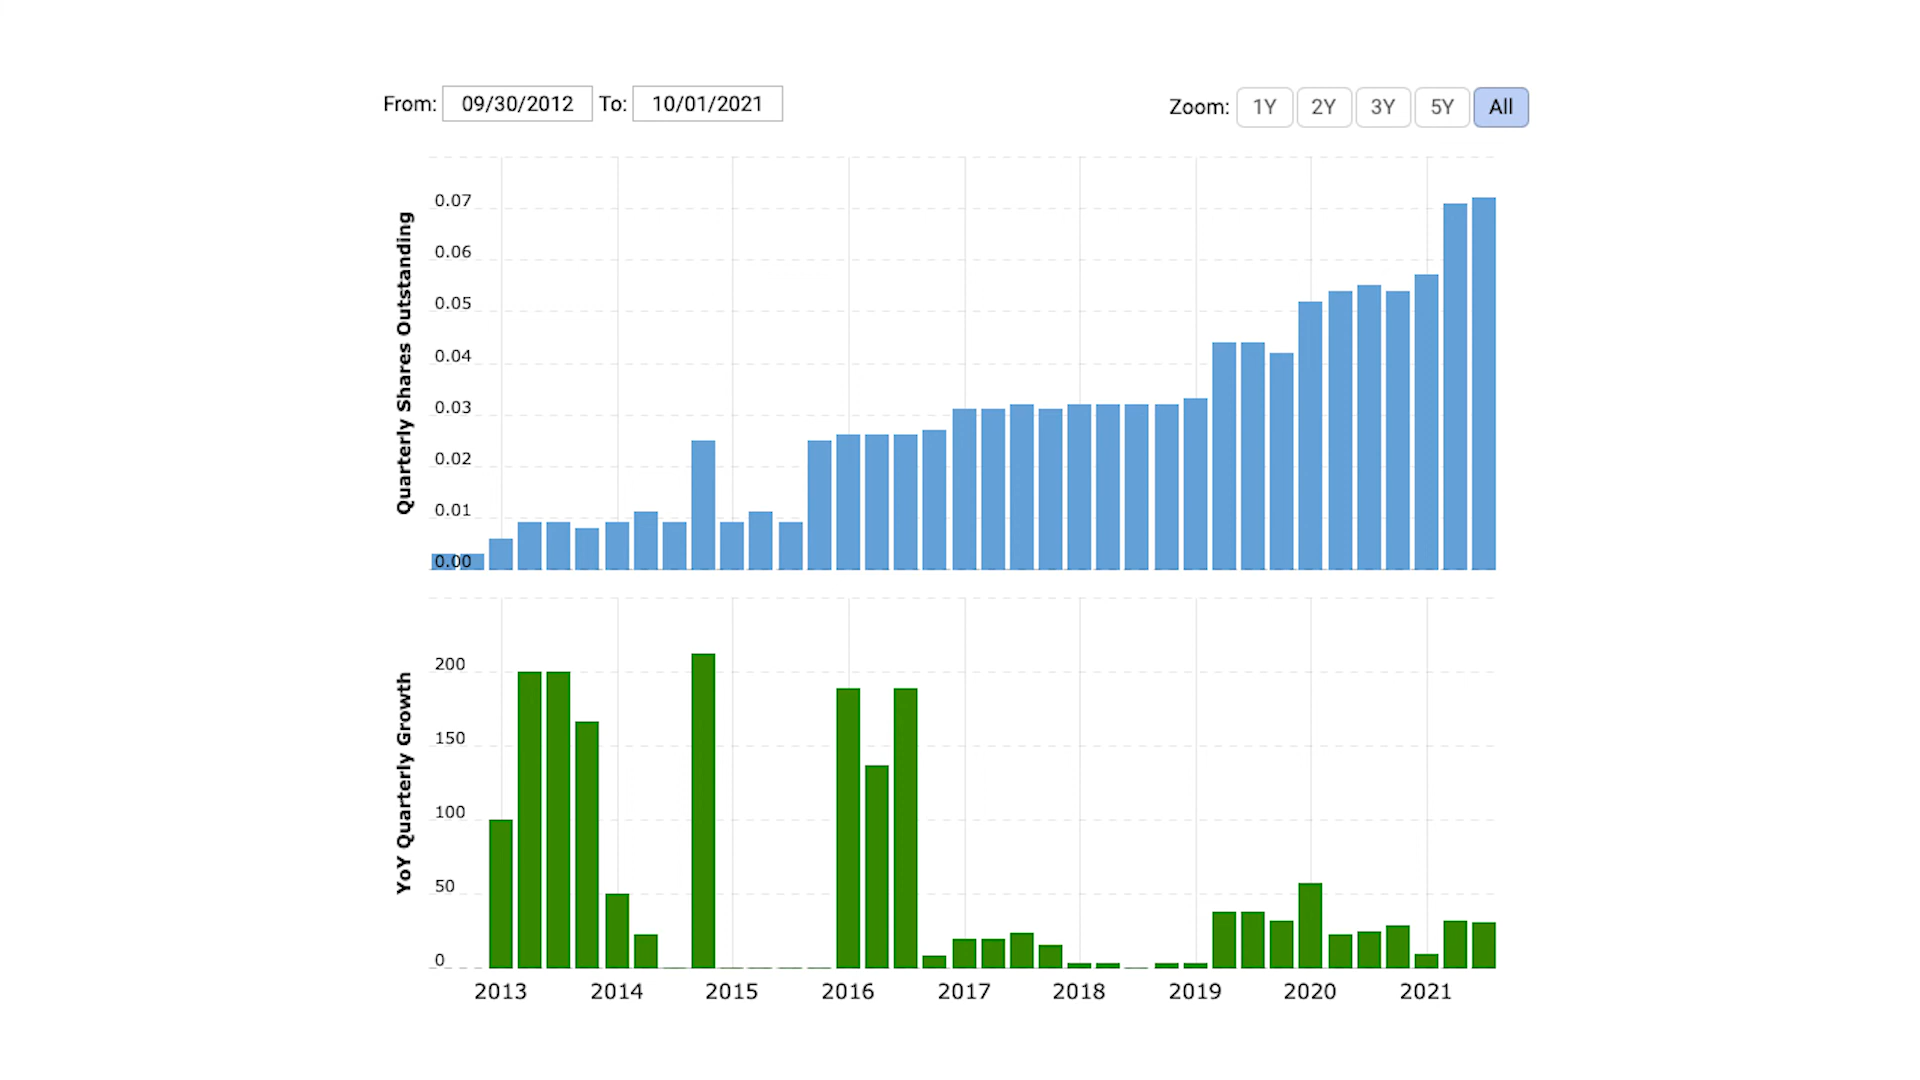 From: 09/30/2012 To: 10/01/2021
Zoom: 1Y 2Y 3Y 5Y All
Quarterly Shares Outstanding
0.07
0.06
0.05
0.04
0.03
0.02
0.01
0.00
YoY Quarterly Growth
200
150
100
50
0
2013 2014 2015 2016 2017 2018 2019 2020 2021